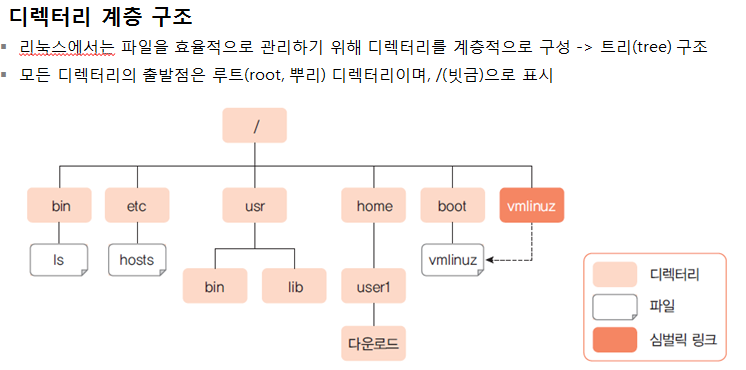 디렉터리 계층 구조
리눅스에서는 파일을 효율적으로 관리하기 위해 디렉터리를 계층적으로 구성 -> 트리(tree) 구조
모든 디렉터리의 출발점은 루트(root, 뿌리) 디렉터리이며, /(빗금)으로 표시
/
bin etc usr home boot vmlinuz
ls hosts vmlinuz
bin lib user1
다운로드
디렉터리
파일
심벌릭 링크